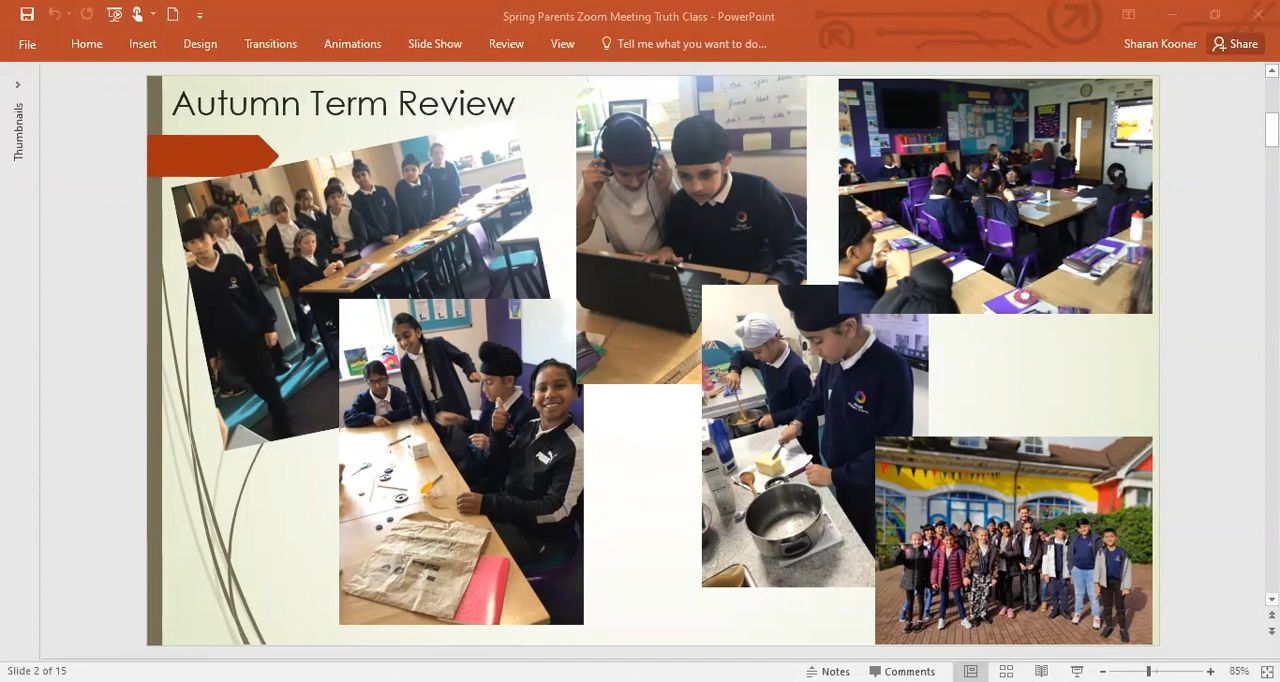 Spring Parents Zoom Meeting Truth Class - PowerPoint
File Home Insert Design Transitions Animations Slide Show Review View Tell me what you want to do... Sharan Kooner Share
Thumbnails
Autumn Term Review
Slide 2 of 15 Notes Comments 85%